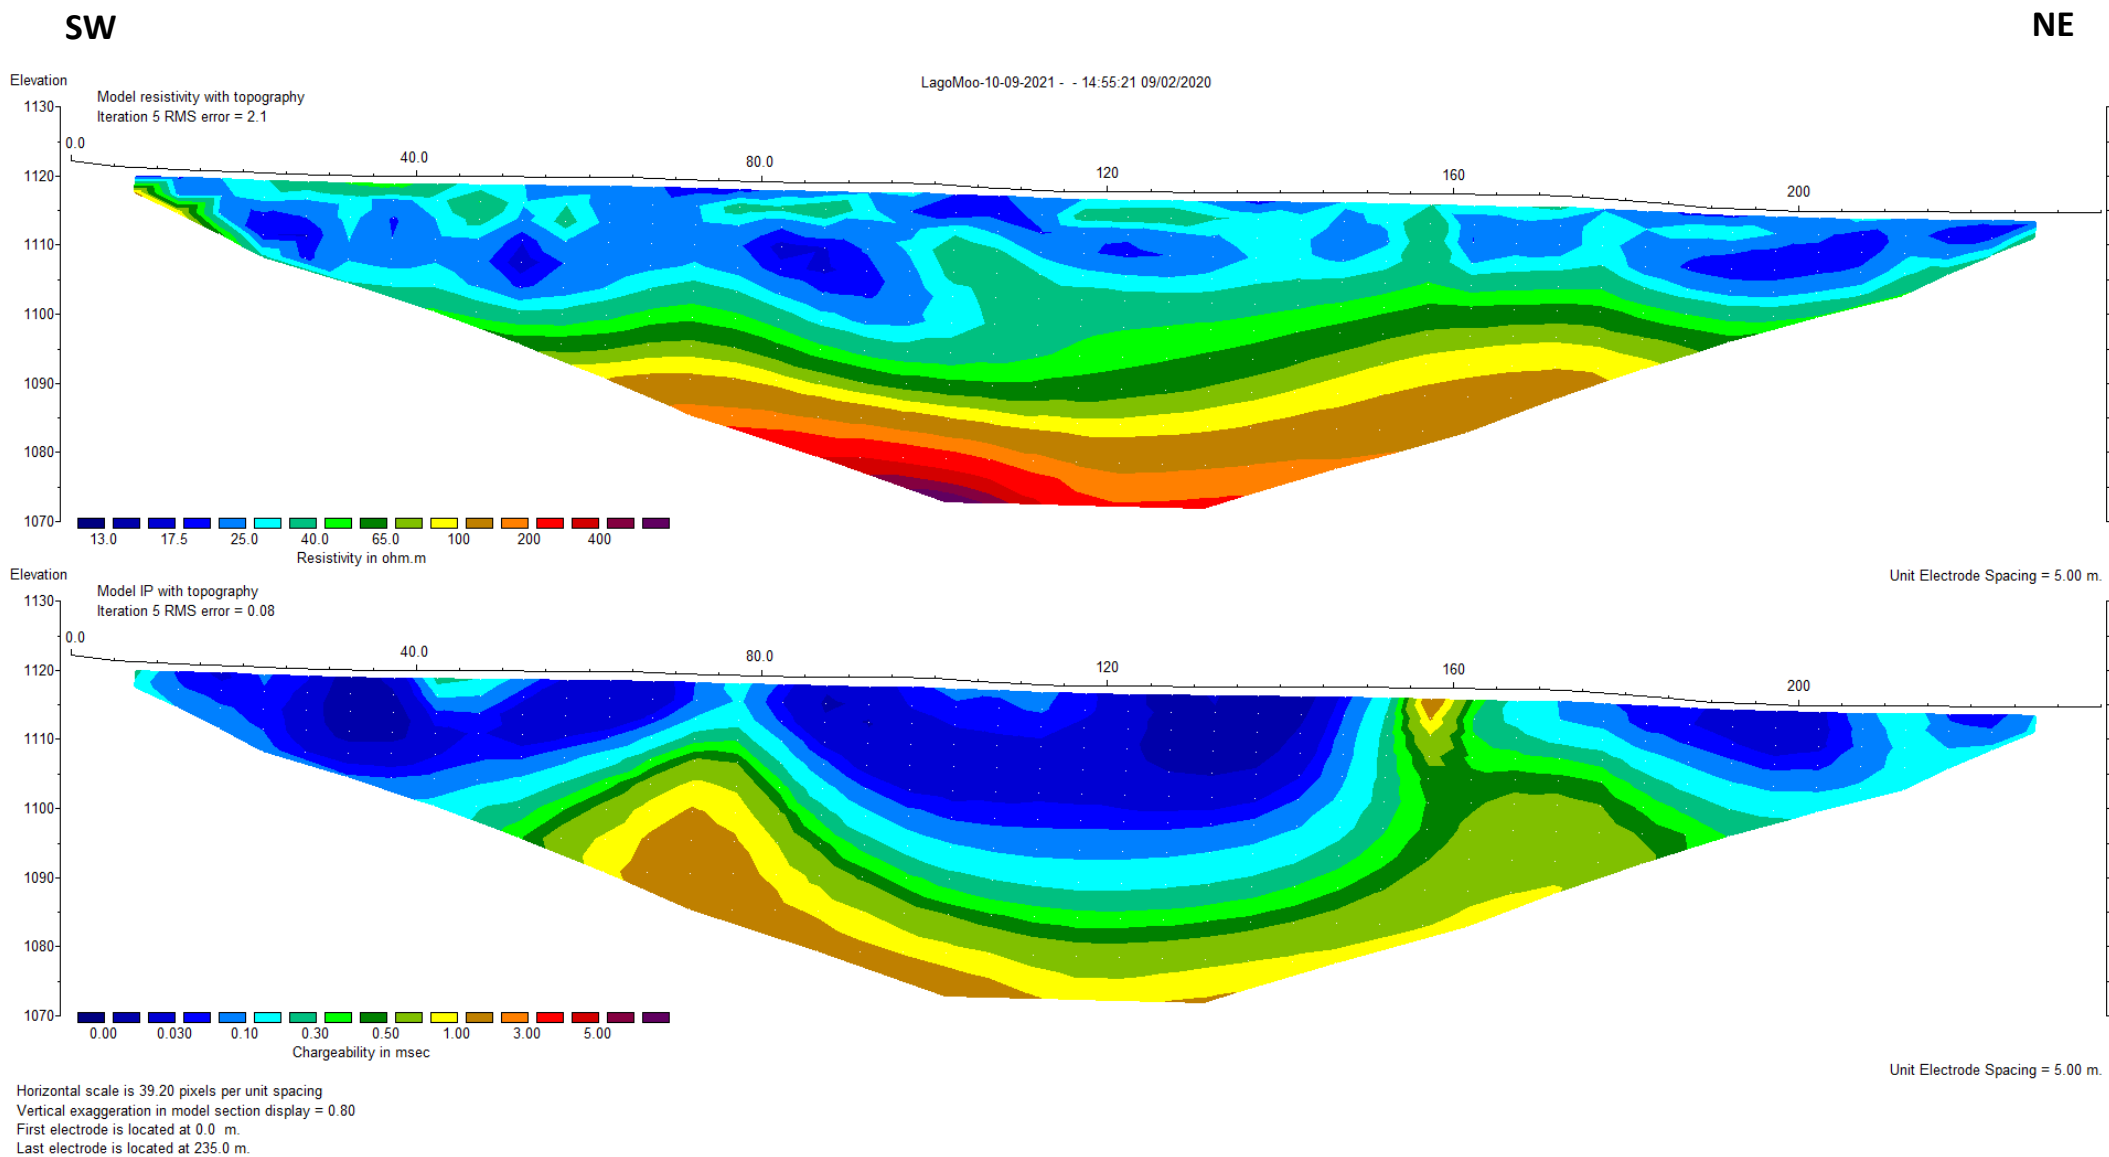 SW NE
Elevation
LagoMoo-10-09-2021 - - 14:55:21 09/02/2020
Model resistivity with topography
1130
Iteration 5 RMS error = 2.1
0.0 40.0 80.0 120 160 200
1120
1110
1100
1090
1080
1070
13.0 17.5 25.0 40.0 65.0 100 200 400
Resistivity in ohm.m
Elevation
Unit Electrode Spacing = 5.00 m.
Model IP with topography
1130
Iteration 5 RMS error = 0.08
0.0 40.0 80.0 120 160 200
1120
1110
1100
1090
1080
1070
0.00 0.030 0.10 0.30 0.50 1.00 3.00 5.00
Chargeability in msec
Unit Electrode Spacing = 5.00 m.
Horizontal scale is 39.20 pixels per unit spacing
Vertical exaggeration in model section display = 0.80
First electrode is located at 0.0 m.
Last electrode is located at 235.0 m.